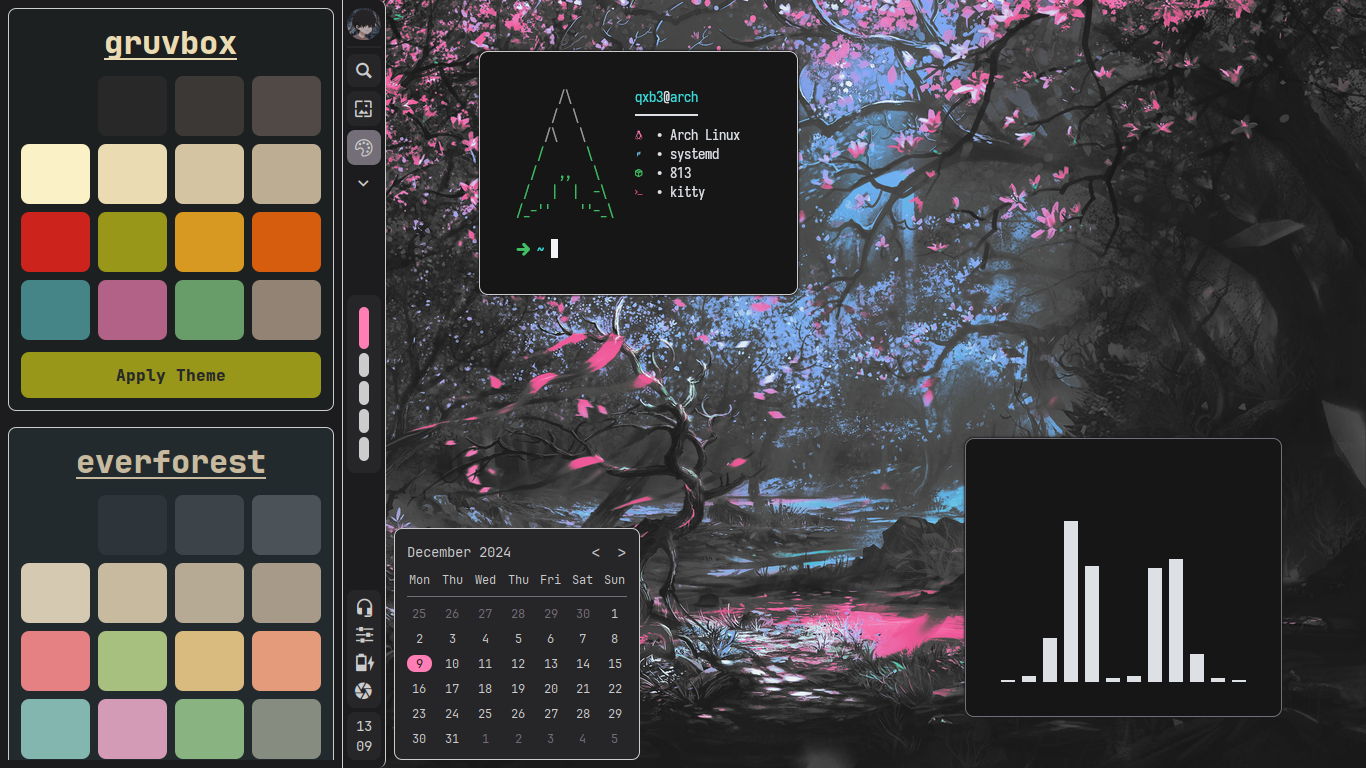 gruvbox
Apply Theme
everforest
13
09
qxb3@arch
• Arch Linux
• systemd
• 813
• kitty
~
December 2024 < >
Mon Thu Wed Thu Fri Sat Sun
25 26 27 28 29 30 1
2 3 4 5 6 7 8
9 10 11 12 13 14 15
16 17 18 19 20 21 22
23 24 25 26 27 28 29
30 31 1 2 3 4 5